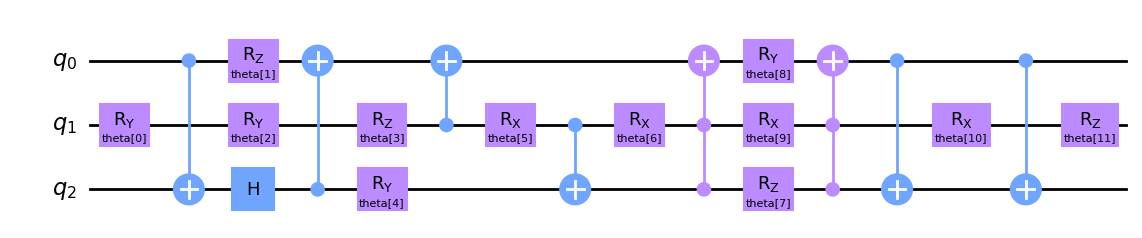 q0 RZ theta[1] RY theta[8]
q1 RY theta[0] RY theta[2] RZ theta[3] RX theta[5] RX theta[6] RX theta[9] RX theta[10] RZ theta[11]
q2 H RY theta[4] RZ theta[7]